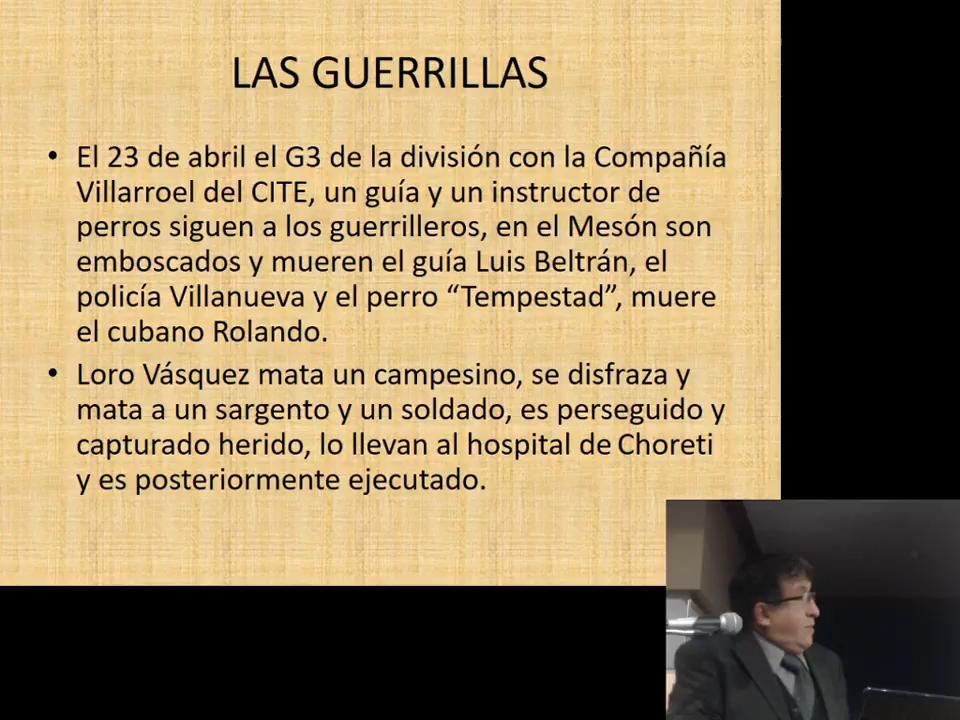 LAS GUERRILLAS
• El 23 de abril el G3 de la división con la Compañía
Villarroel del CITE, un guía y un instructor de
perros siguen a los guerrilleros, en el Mesón son
emboscados y mueren el guía Luis Beltrán, el
policía Villanueva y el perro “Tempestad”, muere
el cubano Rolando.
• Loro Vásquez mata un campesino, se disfraza y
mata a un sargento y un soldado, es perseguido y
capturado herido, lo llevan al hospital de Choreti
y es posteriormente ejecutado.